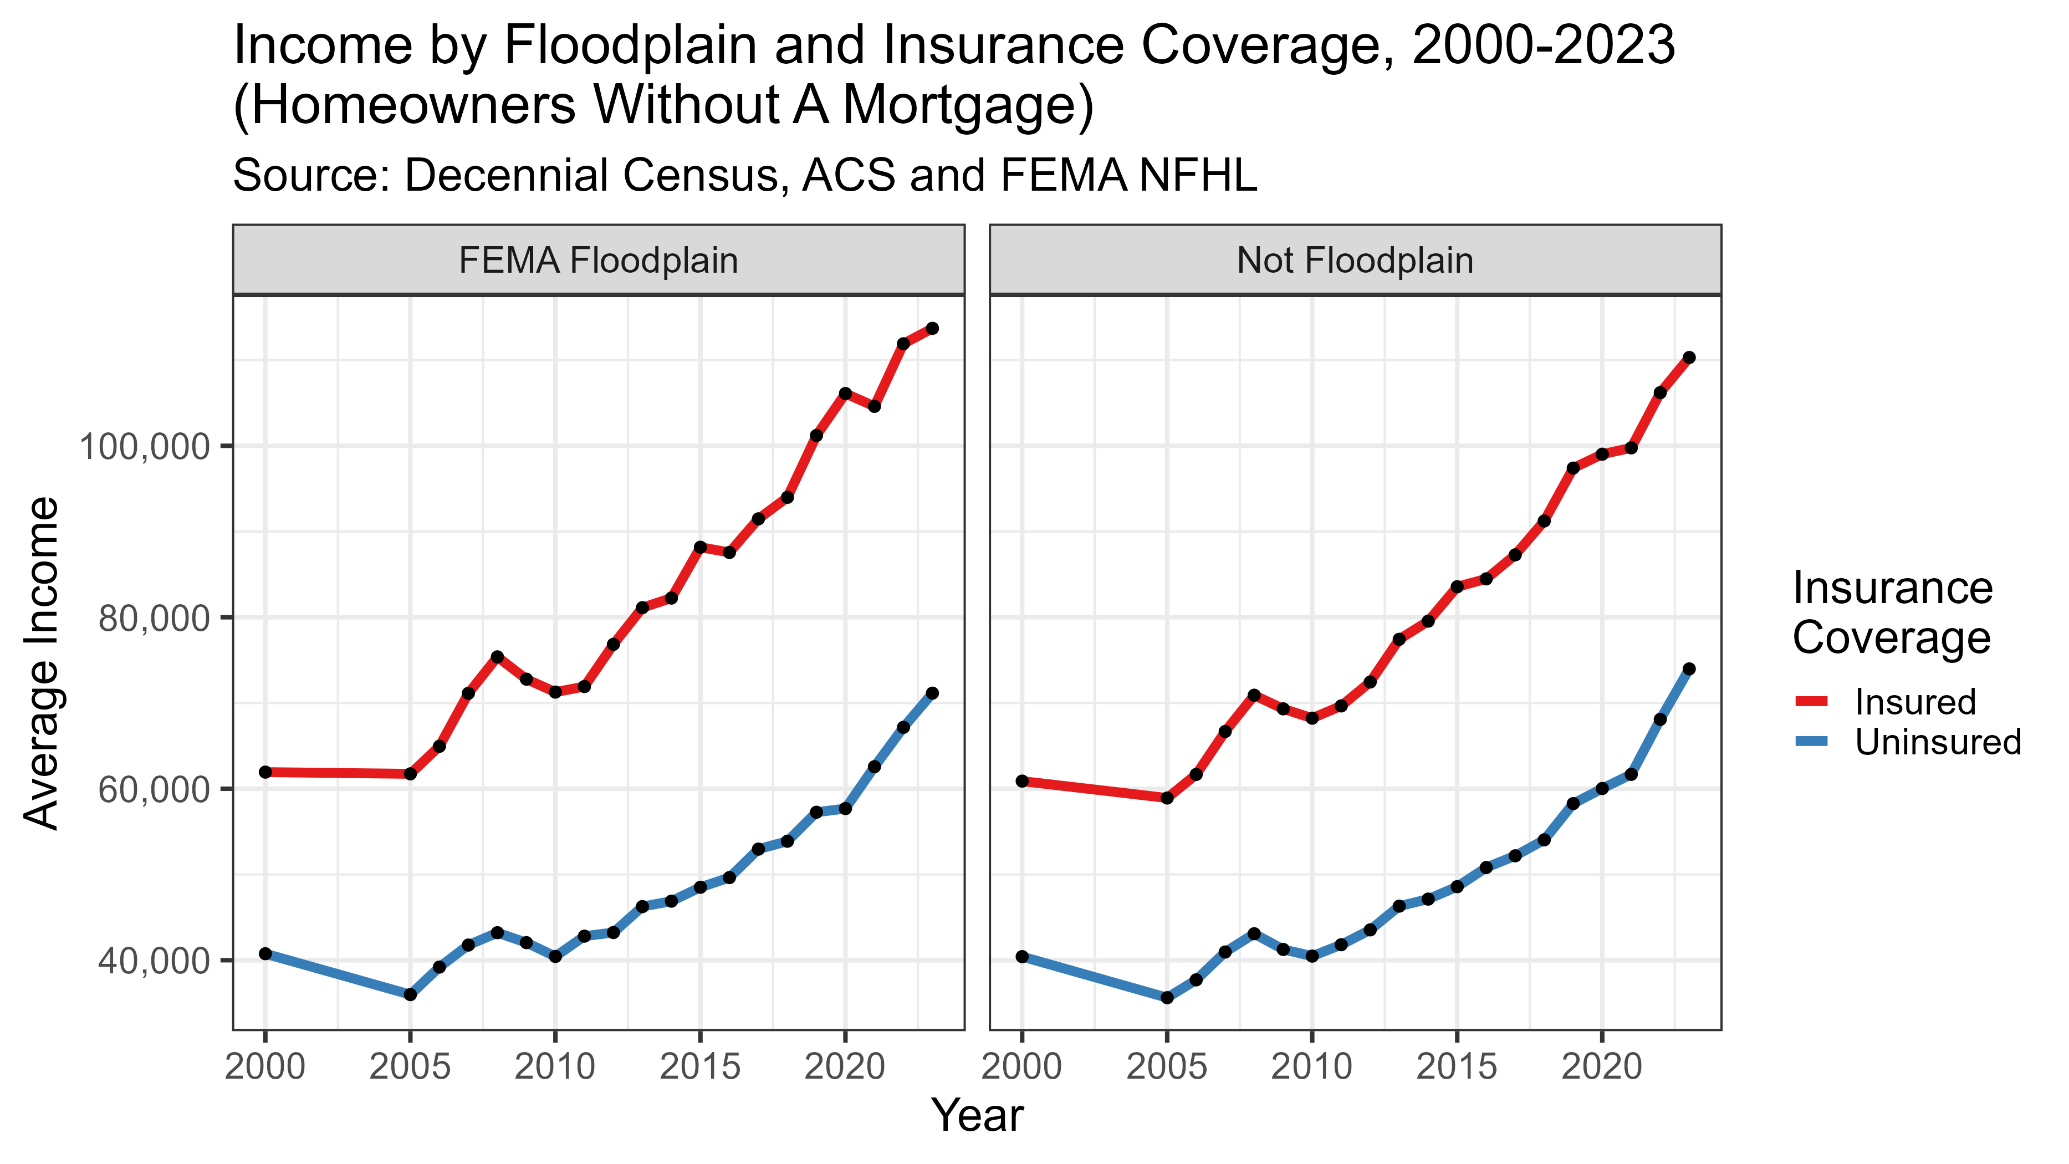 Income by Floodplain and Insurance Coverage, 2000-2023
(Homeowners Without A Mortgage)
Source: Decennial Census, ACS and FEMA NFHL
FEMA Floodplain
Not Floodplain
Average Income
100,000
80,000
60,000
40,000
2000 2005 2010 2015 2020
2000 2005 2010 2015 2020
Year
Insurance
Coverage
Insured
Uninsured